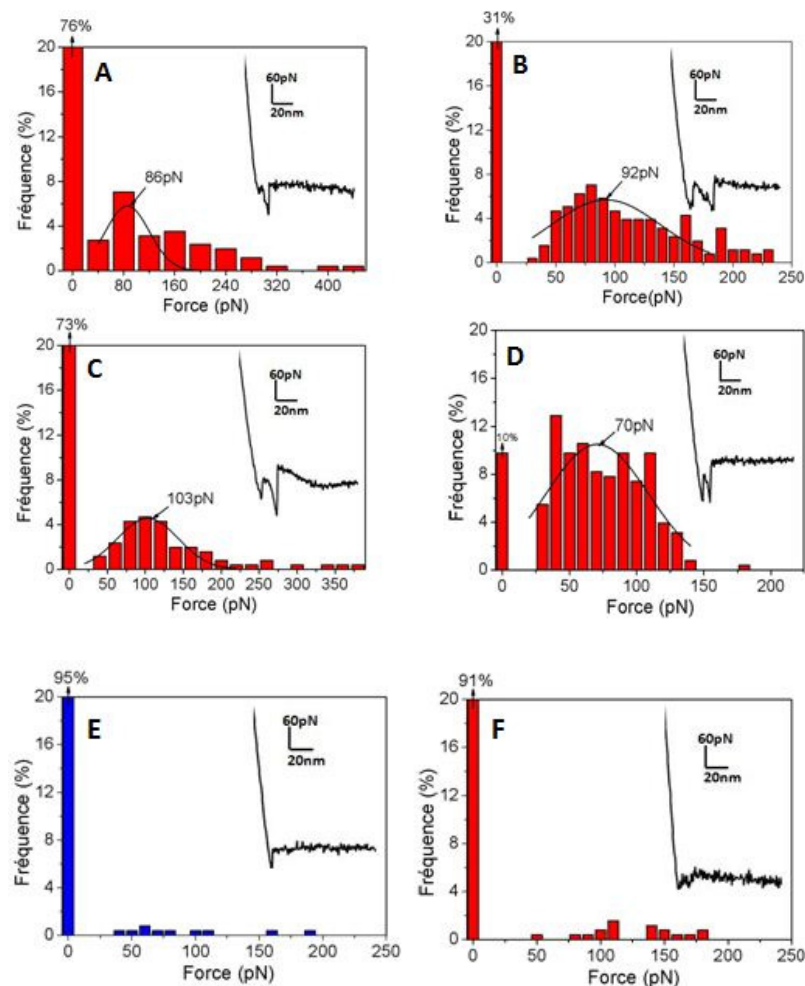 76%
A
60pN
20nm
86pN
20
16
12
8
4
0
Fréquence (%)
0 80 160 240 320 400
Force (pN)
31%
B
60pN
20nm
92pN
20
16
12
8
4
0
Fréquence (%)
0 50 100 150 200 250
Force(pN)
73%
C
60pN
20nm
103pN
20
16
12
8
4
0
Fréquence (%)
0 50 100 150 200 250 300 350
Force (pN)
D
60pN
20nm
70pN
10%
20
16
12
8
4
0
Fréquence (%)
0 50 100 150 200
Force (pN)
95%
E
60pN
20nm
20
16
12
8
4
0
Fréquence (%)
0 50 100 150 200 250
Force (pN)
91%
F
60pN
20nm
20
16
12
8
4
0
Fréquence (%)
0 50 100 150 200 250
Force (pN)